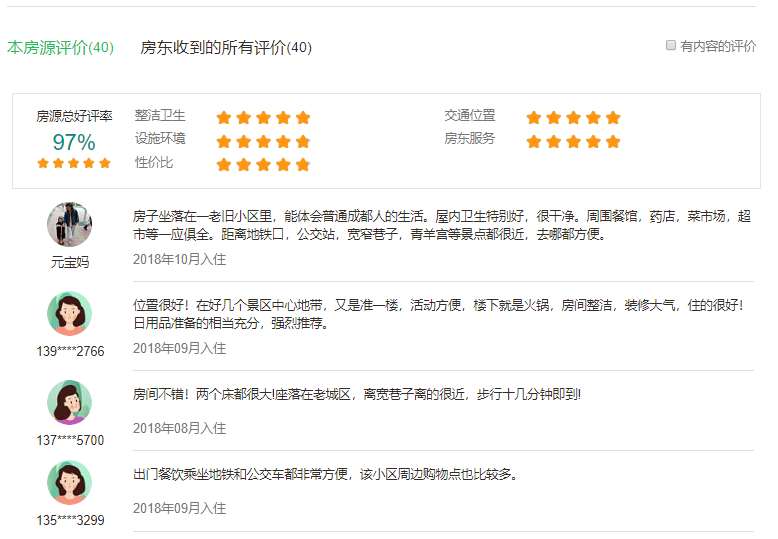 本房源评价(40) 房东收到的所有评价(40) 有内容的评价
房源总好评率 整洁卫生 交通位置
97% 设施环境 房东服务
性价比
房子坐落在一老旧小区里，能体会普通成都人的生活。屋内卫生特别好，很干净。周围餐馆，药店，菜市场，超
市等一应俱全。距离地铁口，公交站，宽窄巷子，青羊宫等景点都很近，去哪都方便。
元宝妈 2018年10月入住
位置很好！在好几个景区中心地带，又是准一楼，活动方便，楼下就是火锅，房间整洁，装修大气，住的很好！
日用品准备的相当充分，强烈推荐。
139****2766 2018年09月入住
房间不错！两个床都很大!座落在老城区，离宽巷子离的很近，步行十几分钟即到!
137****5700 2018年08月入住
出门餐饮乘坐地铁和公交车都非常方便，该小区周边购物点也比较多。
135****3299 2018年09月入住